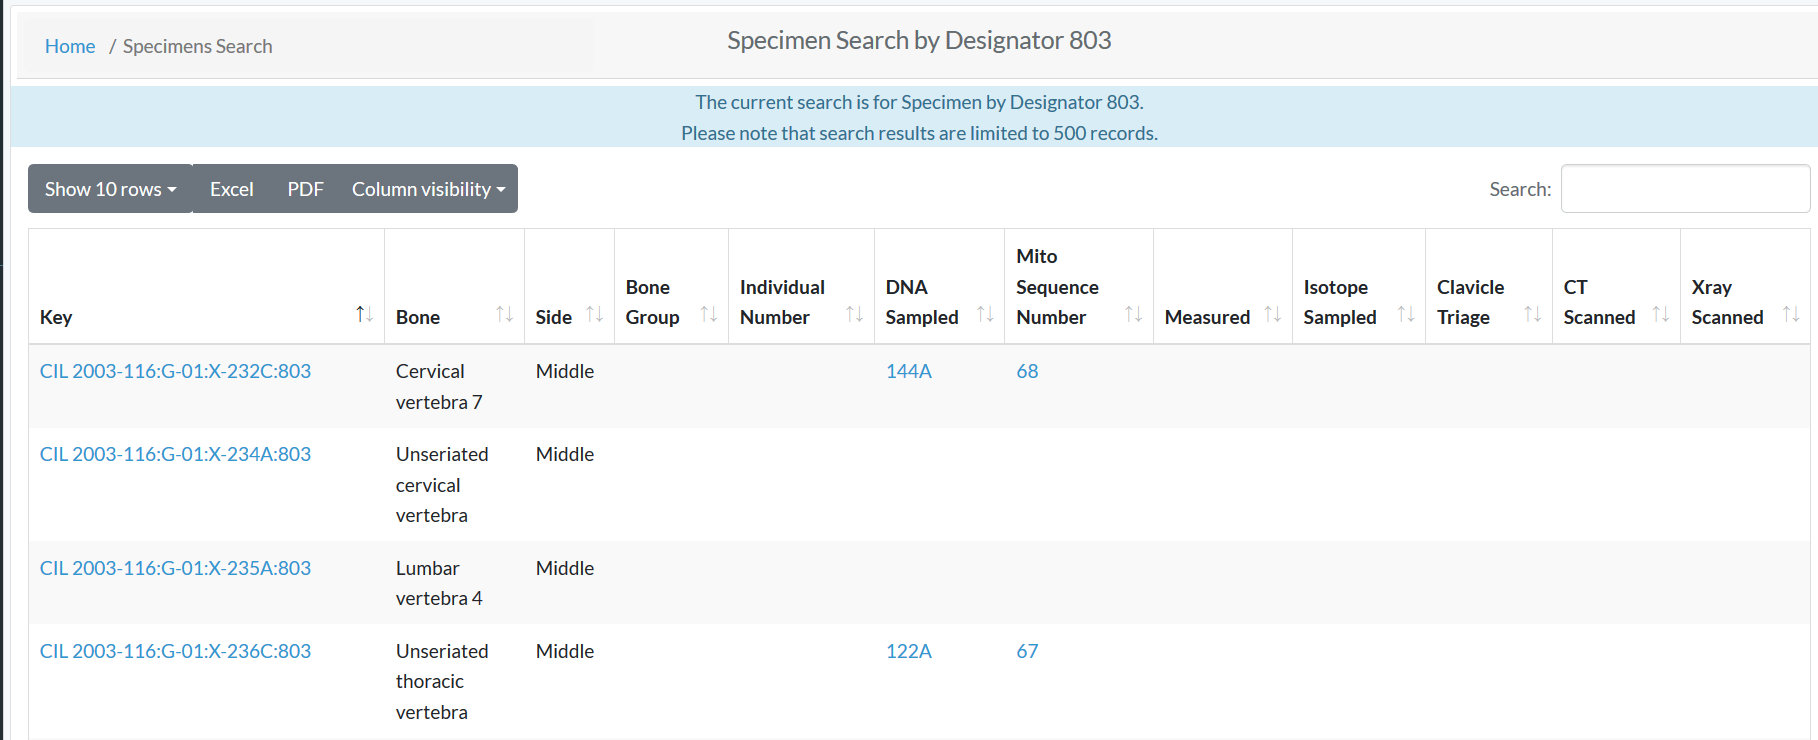 Home / Specimens Search
Specimen Search by Designator 803
The current search is for Specimen by Designator 803.
Please note that search results are limited to 500 records.
Show 10 rows Excel PDF Column visibility
Search:
Key
Bone
Side
Bone
Group
Individual
Number
DNA
Sampled
Mito
Sequence
Number
Measured
Isotope
Sampled
Clavicle
Triage
CT
Scanned
Xray
Scanned
CIL 2003-116:G-01:X-232C:803
Cervical
vertebra 7
Middle
144A
68
CIL 2003-116:G-01:X-234A:803
Unseriated
cervical
vertebra
Middle
CIL 2003-116:G-01:X-235A:803
Lumbar
vertebra 4
Middle
CIL 2003-116:G-01:X-236C:803
Unseriated
thoracic
vertebra
Middle
122A
67